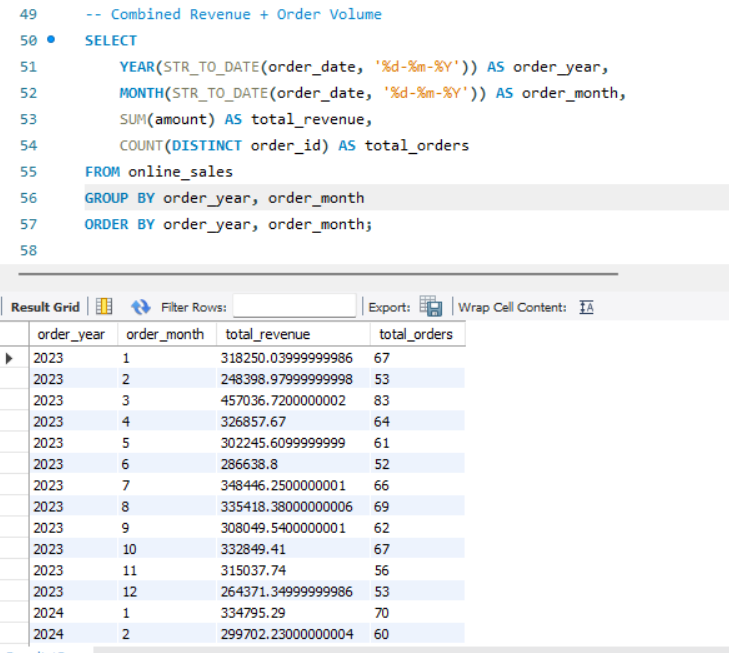 49 -- Combined Revenue + Order Volume
50 SELECT
51 YEAR(STR_TO_DATE(order_date, '%d-%m-%Y')) AS order_year,
52 MONTH(STR_TO_DATE(order_date, '%d-%m-%Y')) AS order_month,
53 SUM(amount) AS total_revenue,
54 COUNT(DISTINCT order_id) AS total_orders
55 FROM online_sales
56 GROUP BY order_year, order_month
57 ORDER BY order_year, order_month;
58
Result Grid Filter Rows: Export: Wrap Cell Content: IA
order_year order_month total_revenue total_orders
2023 1 318250.03999999986 67
2023 2 248398.97999999998 53
2023 3 457036.7200000002 83
2023 4 326857.67 64
2023 5 302245.6099999999 61
2023 6 286638.8 52
2023 7 348446.2500000001 66
2023 8 335418.38000000006 69
2023 9 308049.5400000001 62
2023 10 332849.41 67
2023 11 315037.74 56
2023 12 264371.34999999986 53
2024 1 334795.29 70
2024 2 299702.23000000004 60